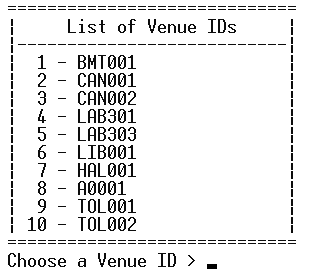 List of Venue IDs
1 - BMT001
2 - CAN001
3 - CAN002
4 - LAB301
5 - LAB303
6 - LIB001
7 - HAL001
8 - A0001
9 - TOL001
10 - TOL002
Choose a Venue ID >